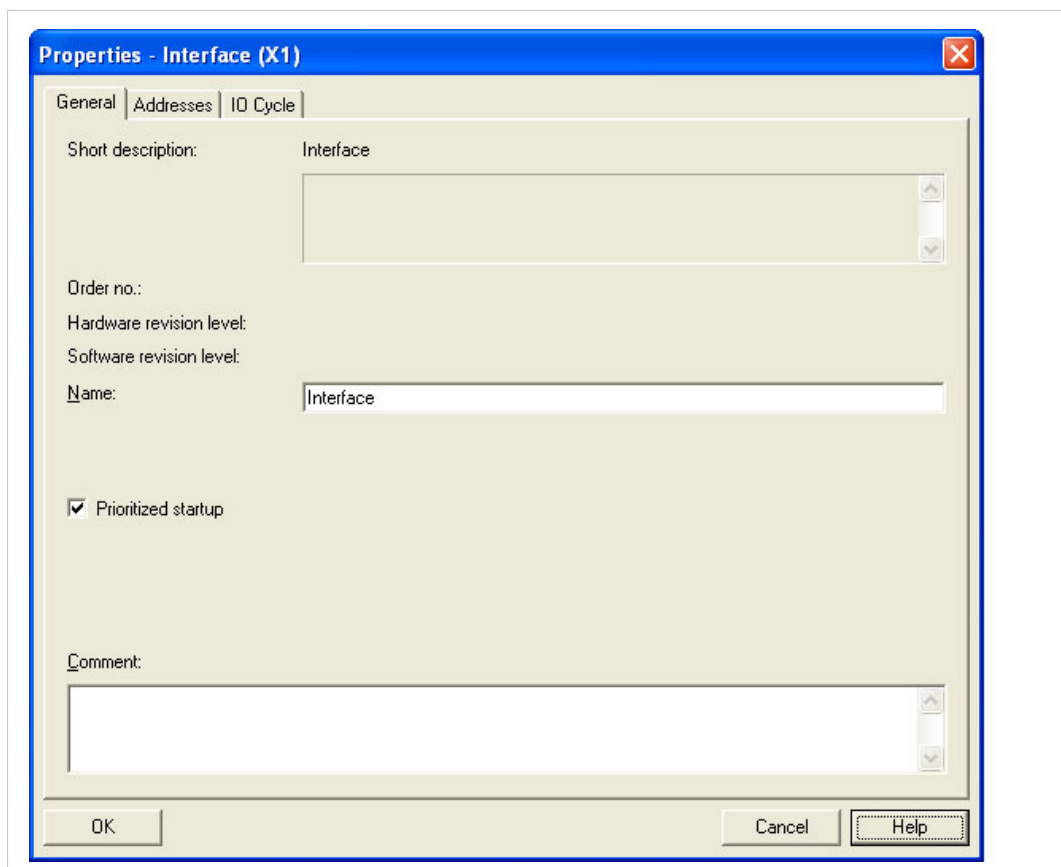 Properties - Interface (X1)
General Addresses IO Cycle
Short description: Interface
Order no.:
Hardware revision level:
Software revision level:
Name: Interface
Prioritized startup
Comment:
OK Cancel Help